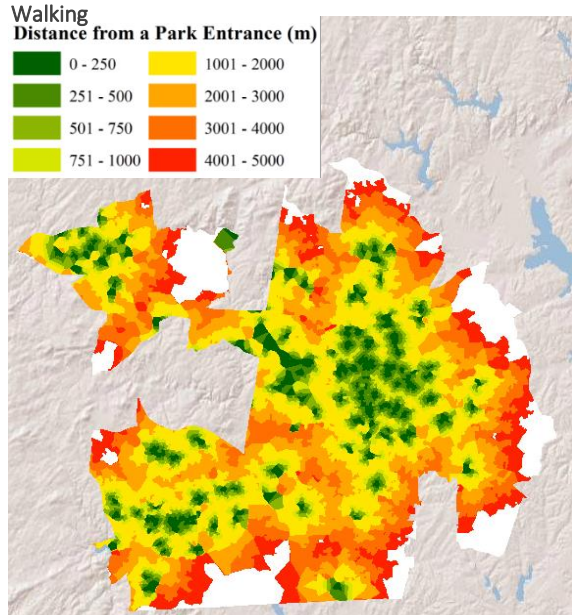 Walking
Distance from a Park Entrance (m)
0 - 250
251 - 500
501 - 750
751 - 1000
1001 - 2000
2001 - 3000
3001 - 4000
4001 - 5000